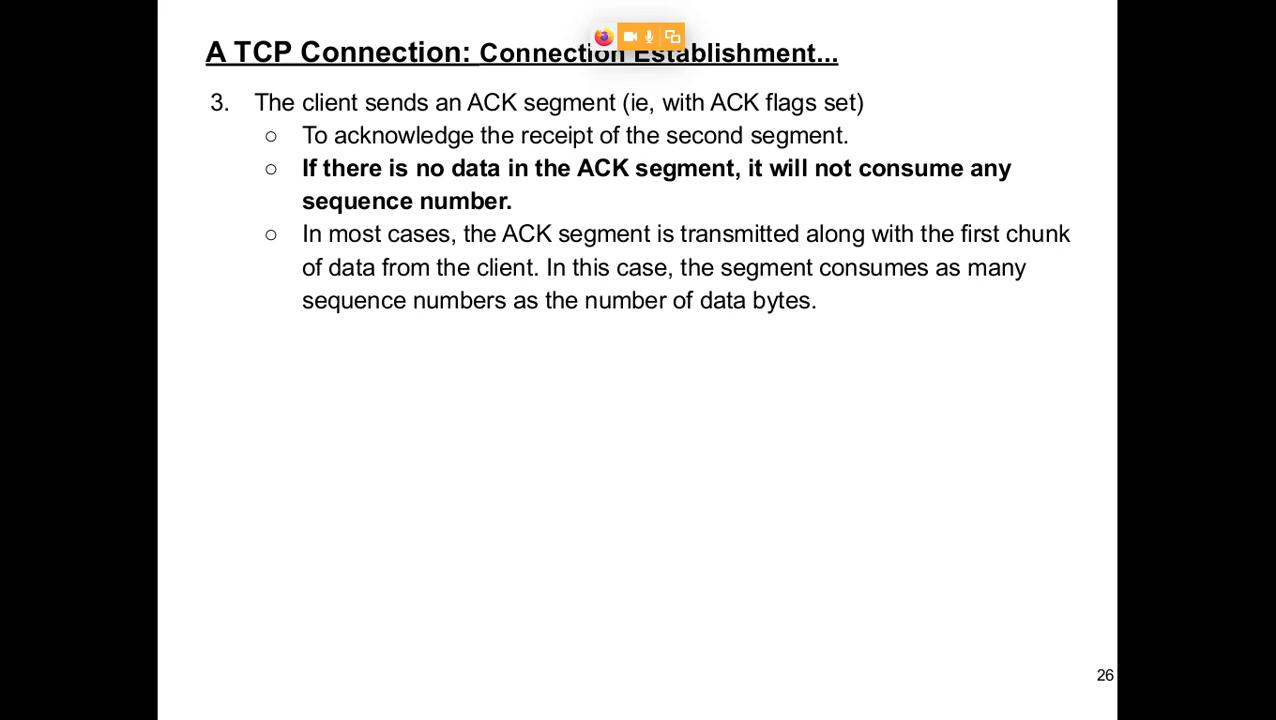 A TCP Connection: Connection Establishment...
3. The client sends an ACK segment (ie, with ACK flags set)
○ To acknowledge the receipt of the second segment.
○ If there is no data in the ACK segment, it will not consume any
sequence number.
○ In most cases, the ACK segment is transmitted along with the first chunk
of data from the client. In this case, the segment consumes as many
sequence numbers as the number of data bytes.
26